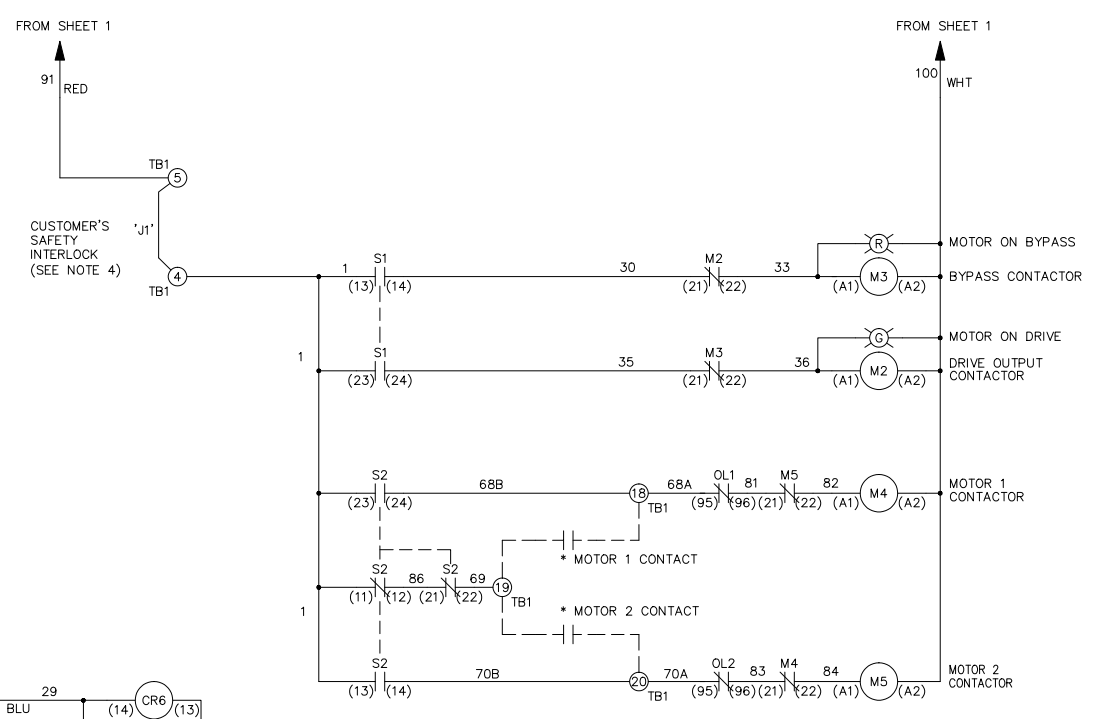 FROM SHEET 1
FROM SHEET 1
91
RED
100
WHT
TB1
5
CUSTOMER'S
SAFETY
INTERLOCK
(SEE NOTE 4)
'J1'
4
TB1
R
MOTOR ON BYPASS
1
S1
(13) (14)
30
M2
(21) (22)
33
(A1) M3 (A2)
BYPASS CONTACTOR
G
MOTOR ON DRIVE
1
S1
(23) (24)
35
M3
(21) (22)
36
(A1) M2 (A2)
DRIVE OUTPUT
CONTACTOR
S2
(23) (24)
68B
18
TB1
68A
OL1
(95) (96)
81
M5
(21) (22)
82
(A1) M4 (A2)
MOTOR 1
CONTACTOR
* MOTOR 1 CONTACT
S2
(11) (12)
86
S2
(21) (22)
69
19
TB1
1
* MOTOR 2 CONTACT
S2
(13) (14)
70B
20
TB1
70A
OL2
(95) (96)
83
M4
(21) (22)
84
(A1) M5 (A2)
MOTOR 2
CONTACTOR
29
BLU
(14) CR6 (13)